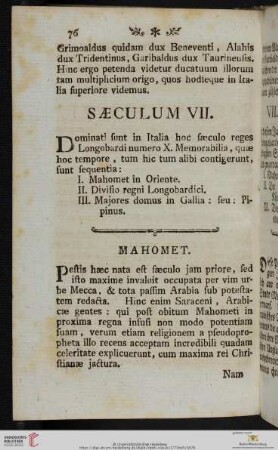 76
Grimoaldus quidam dux Beneventi, Alahis
dux Tridentinus, Garibaldus dux Taurinensis.
Hinc ergo petenda videtur ducatuum illorum
tam multiplicium origo, quos hodieque in Ita-
lia superiore videmus.
SÆCULUM VII.
Dominati sunt in Italia hoc sæculo reges
Longobardi numero X. Memorabilia, quæ
hoc tempore, tum hic tum alibi contigerunt,
sunt sequentia:
I. Mahomet in Oriente.
II. Divisio regni Longobardici.
III. Majores domus in Gallia: seu: Pi-
pinus.
MAHOMET.
Pestis hæc nata est sæculo jam priore, sed
isto maxime invaluit occupata per vim ur-
be Mecca, & tota passim Arabia sub potesta-
tem redacta. Hinc enim Saraceni, Arabi-
cæ gentes: qui post obitum Mahometi in
proxima regna infusi non modo potentiam
suam, verum etiam religionem a pseudopro-
pheta illo recens acceptam incredibili quadam
celeritate explicuerunt, cum maxima rei Chri-
stianæ jactura.
Nam